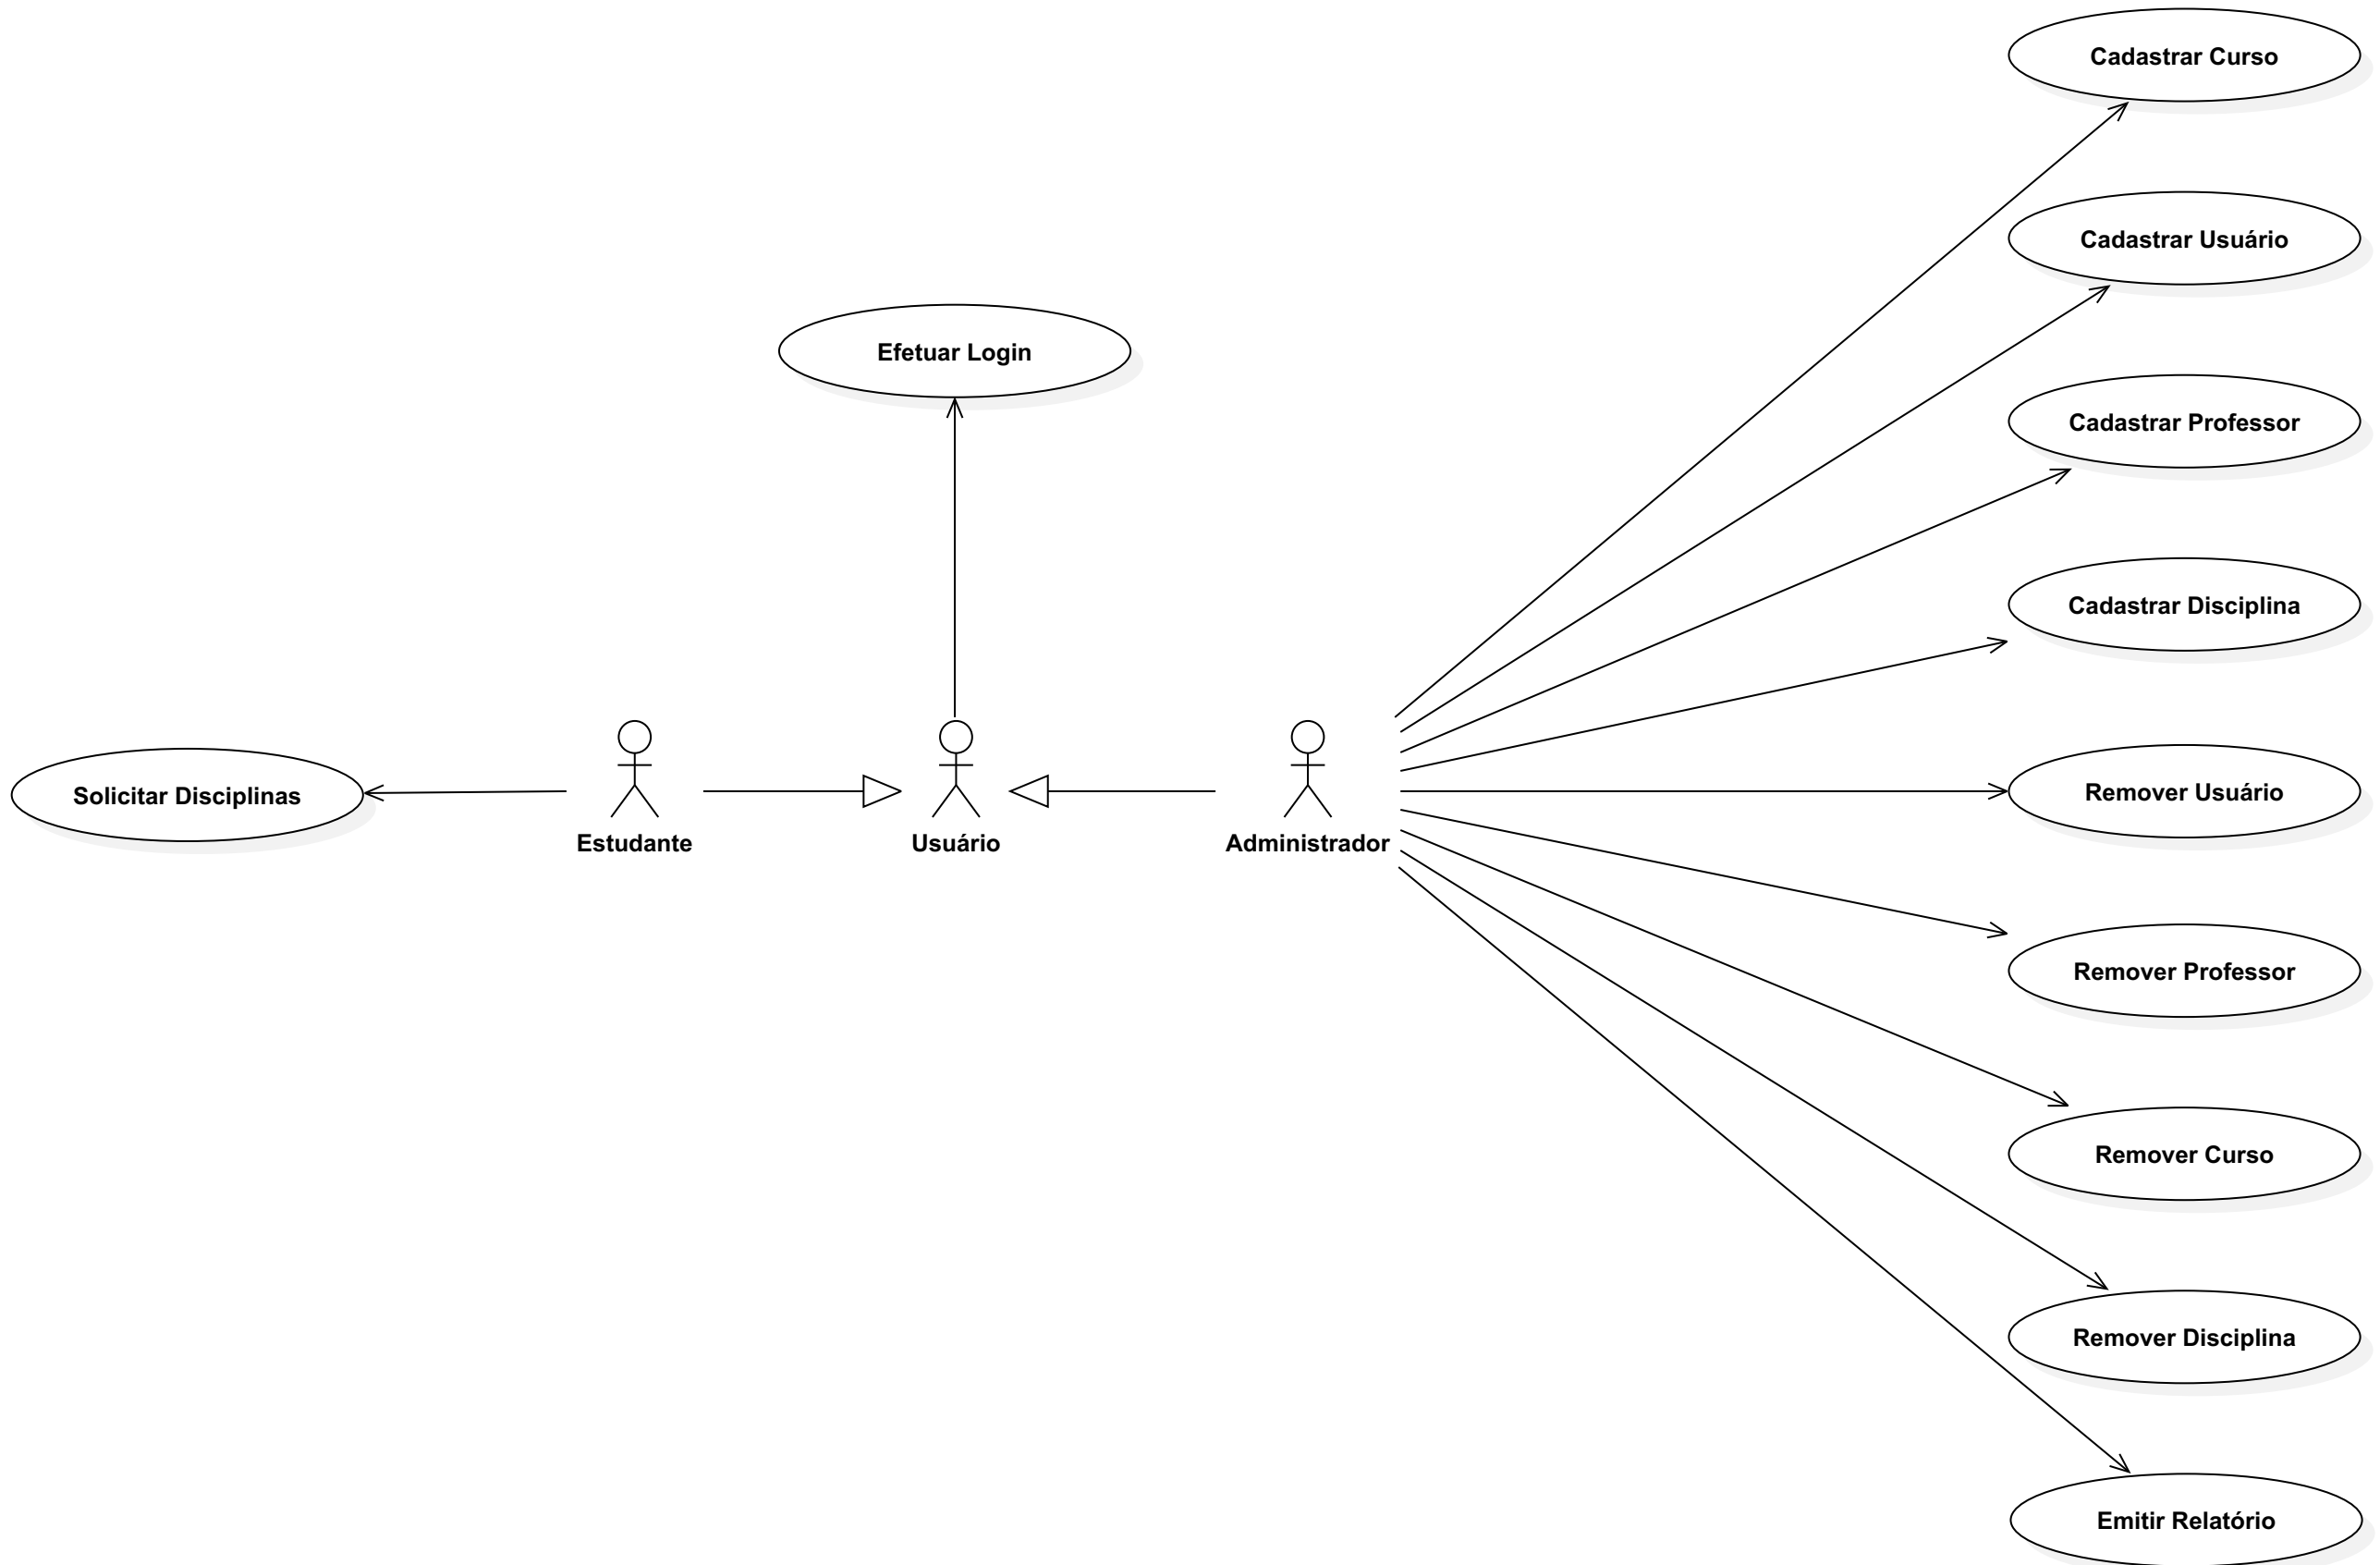 Cadastrar Curso
Cadastrar Usuário
Efetuar Login
Cadastrar Professor
Cadastrar Disciplina
Solicitar Disciplinas
Estudante
Usuário
Administrador
Remover Usuário
Remover Professor
Remover Curso
Remover Disciplina
Emitir Relatório